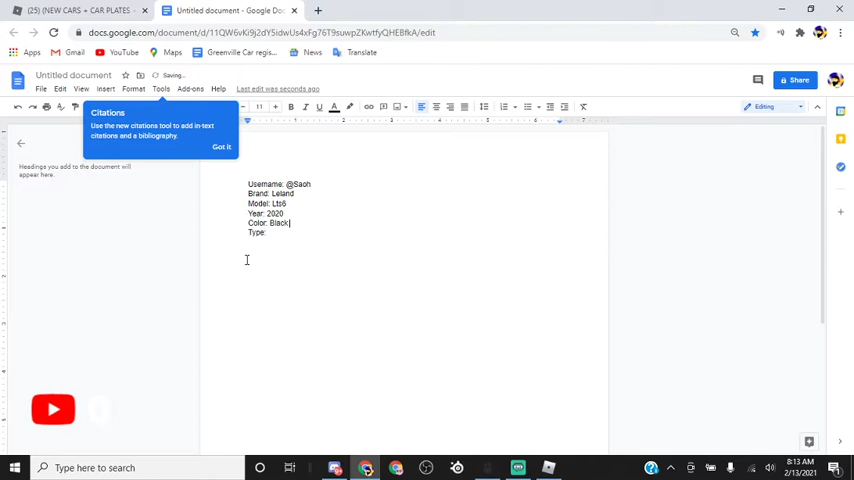 (25) (NEW CARS + CAR PLATES
Untitled document - Google Doc
docs.google.com/document/d/11QW6vKi9j2dY5idwUs4xFg76T9suwpZKwtfyQHEBfkA/edit
Apps
Gmail
YouTube
Maps
Greenville Car regis...
News
Translate
Untitled document
Saving...
File
Edit
View
Insert
Format
Tools
Add-ons
Help
Last edit was seconds ago
Share
11
B
I
U
A
Editing
Citations
Use the new citations tool to add in-text
citations and a bibliography.
Got it
Headings you add to the document will
appear here.
Username: @Saoh
Brand: Leland
Model: Lts6
Year: 2020
Color: Black
Type:
Type here to search
8:13 AM
2/13/2021